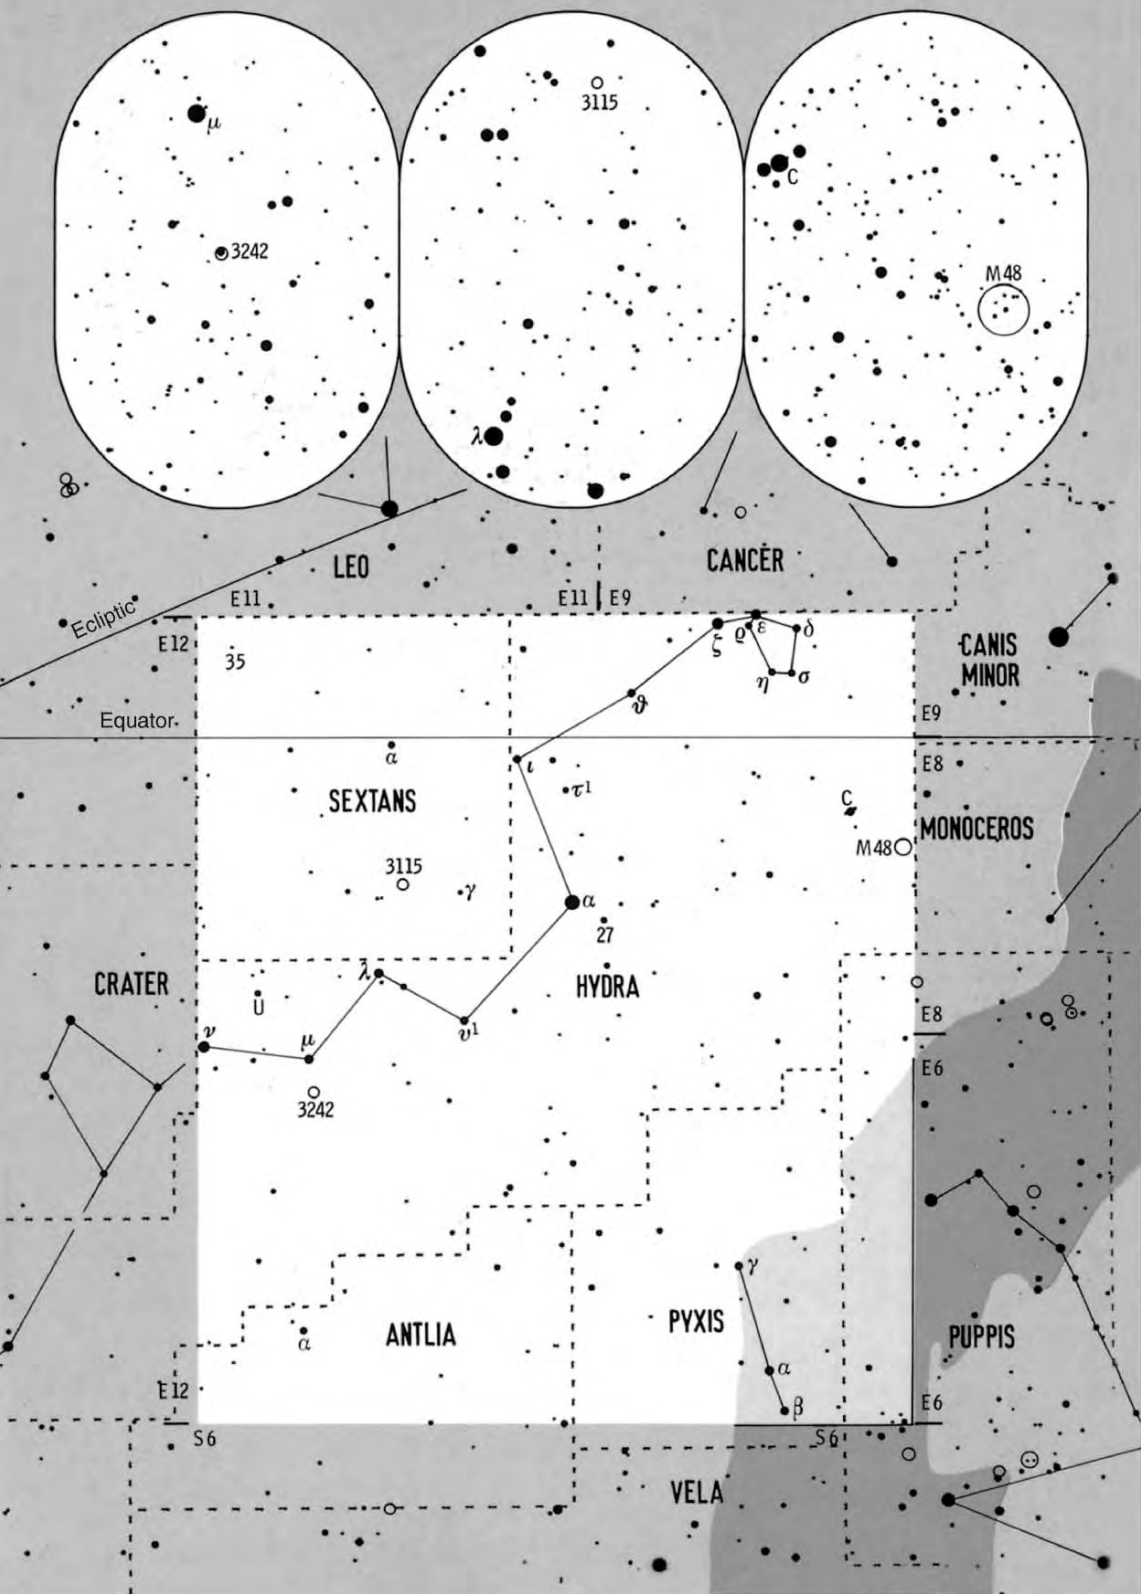 μ
3242
3115
λ
C
M48
LEO
CANCER
E11
E11
E9
Ecliptic
E12
35
ζ
ϱ
ε
δ
η
σ
CANIS
MINOR
ϑ
Equator
E9
α
ι
E8
τ1
SEXTANS
C
MONOCEROS
M48
3115
γ
α
27
CRATER
λ
HYDRA
U
υ1
E8
ν
μ
E6
3242
γ
ANTLIA
PYXIS
PUPPIS
α
α
E12
β
E6
S6
S6
VELA